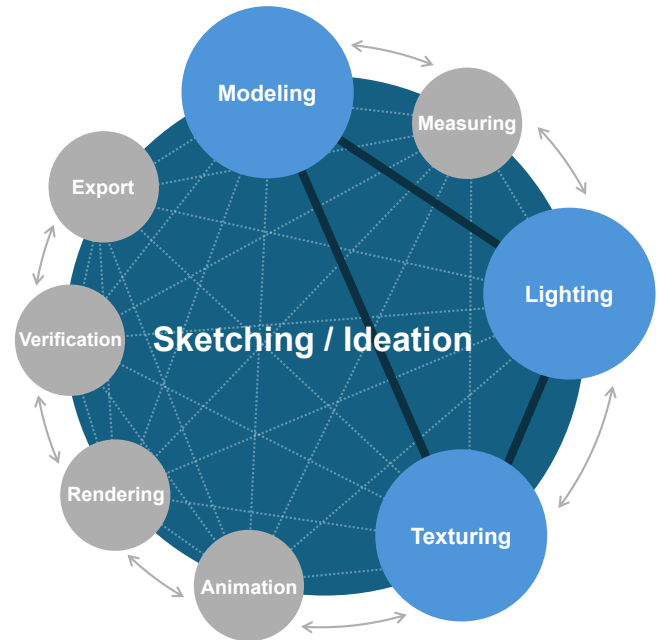 Modeling
Measuring
Export
Lighting
Verification
Sketching / Ideation
Rendering
Texturing
Animation